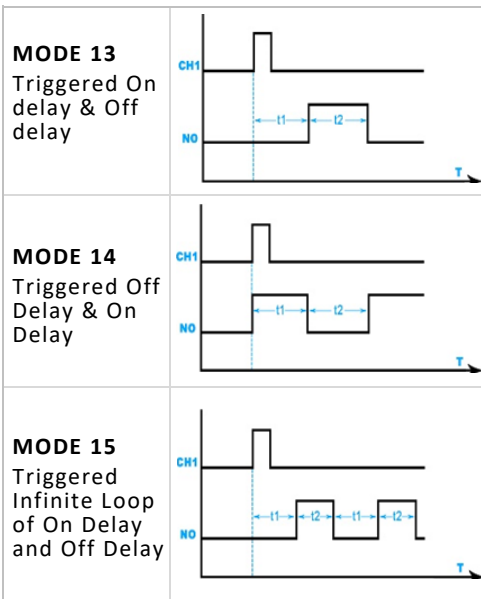 MODE 13
Triggered On
delay & Off
delay
CH1
t1
t2
NO
T
MODE 14
Triggered Off
Delay & On
Delay
CH1
t1
t2
NO
T
MODE 15
Triggered
Infinite Loop
of On Delay
and Off Delay
CH1
t1
t2
t1
t2
NO
T